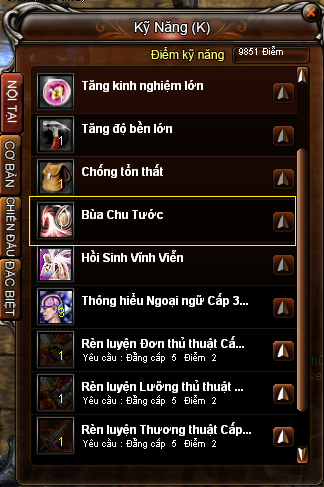 Kỹ Năng (K)
Điểm kỹ năng 9851 Điểm
NỘI TẠI
CƠ BẢN
CHIẾN ĐẤU
ĐẶC BIỆT
Tăng kinh nghiệm lớn
1
Tăng độ bền lớn
1
Chống tổn thất
Bùa Chu Tước
Hồi Sinh Vĩnh Viễn
3
Thông hiểu Ngoại ngữ Cấp 3...
1
Rèn luyện Đơn thủ thuật Cấ...
Yêu cầu : Đẳng cấp 5 Điểm 2
1
Rèn luyện Lưỡng thủ thuật ...
Yêu cầu : Đẳng cấp 5 Điểm 2
1
Rèn luyện Thương thuật Cấp...
Yêu cầu : Đẳng cấp 5 Điểm 2